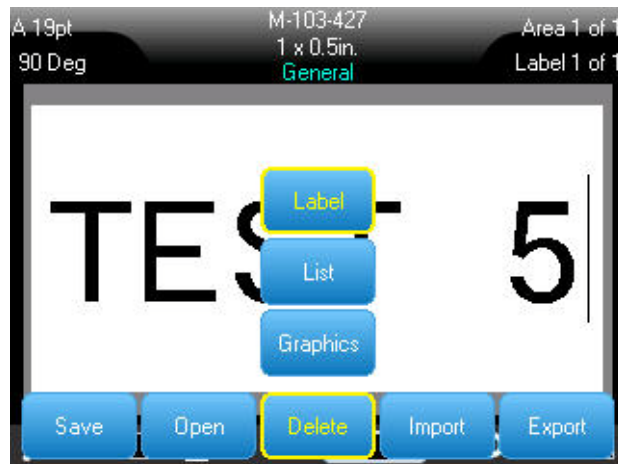 A 19pt
M-103-427
Area 1 of 1
90 Deg
1 x 0.5in.
Label 1 of 1
General
TEST 5
Label
List
Graphics
Save
Open
Delete
Import
Export